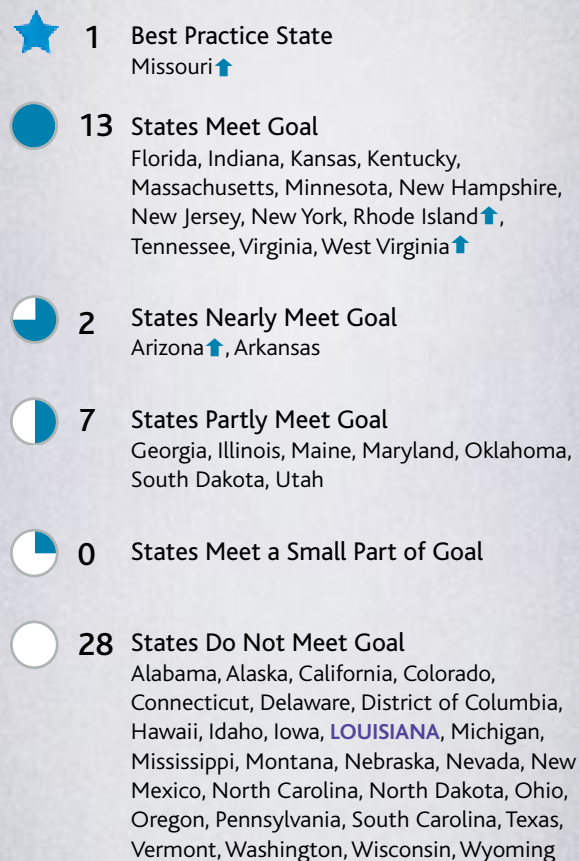 1 Best Practice State
Missouri⬆
13 States Meet Goal
Florida, Indiana, Kansas, Kentucky,
Massachusetts, Minnesota, New Hampshire,
New Jersey, New York, Rhode Island⬆,
Tennessee, Virginia, West Virginia⬆
2 States Nearly Meet Goal
Arizona⬆, Arkansas
7 States Partly Meet Goal
Georgia, Illinois, Maine, Maryland, Oklahoma,
South Dakota, Utah
0 States Meet a Small Part of Goal
28 States Do Not Meet Goal
Alabama, Alaska, California, Colorado,
Connecticut, Delaware, District of Columbia,
Hawaii, Idaho, Iowa, LOUISIANA, Michigan,
Mississippi, Montana, Nebraska, Nevada, New
Mexico, North Carolina, North Dakota, Ohio,
Oregon, Pennsylvania, South Carolina, Texas,
Vermont, Washington, Wisconsin, Wyoming